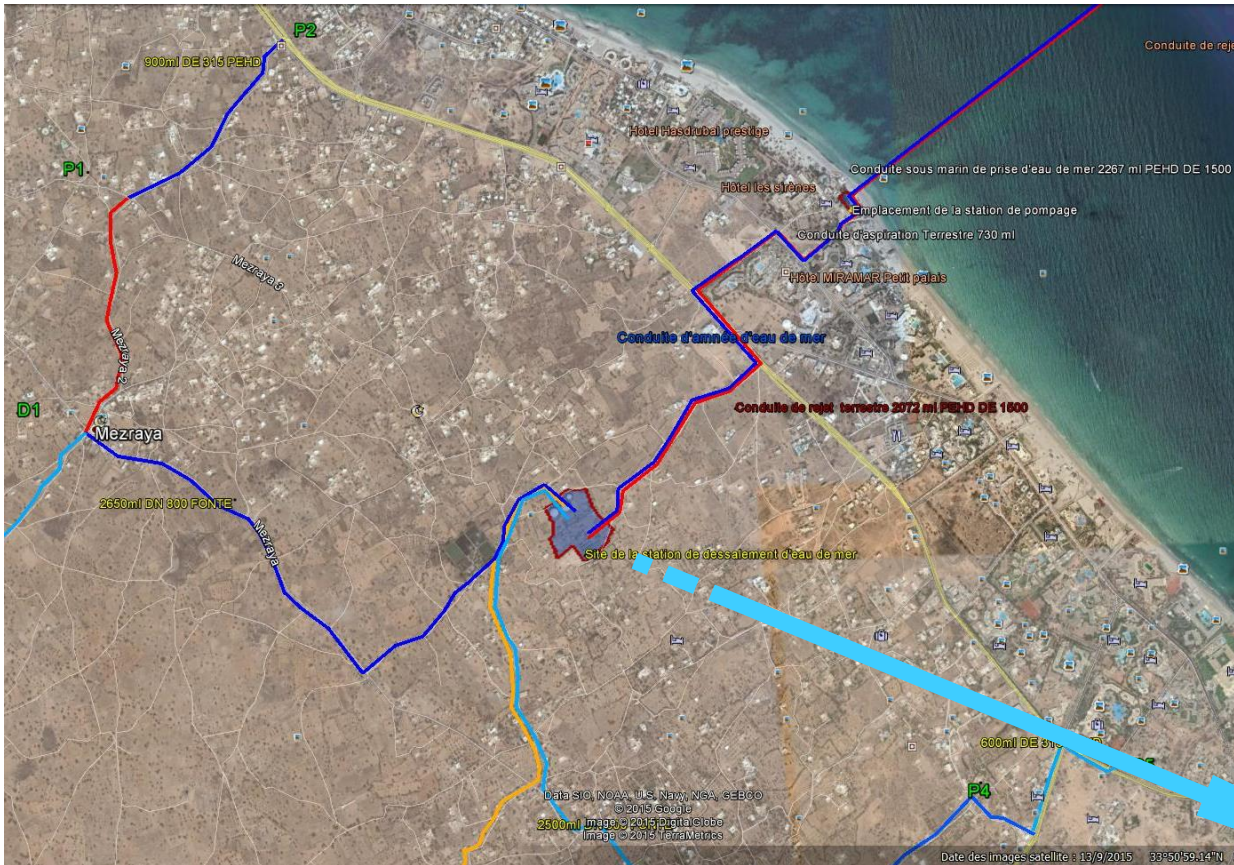 P2
900ml DE 315 PEHD
Conduite de
Hotel Hasdrubal prestige
P1
Conduite sous marin de prise d'eau de mer 2267 ml PEHD DE 1500
Hôtel les sirènes
Emplacement de la station de pompage
Conduite d'aspiration Terrestre 730 ml
Mezraya 3
Hôtel MIRAMAR Petit palais
Conduite d'amnée d'eau de mer
Mezraya 2
D1
Conduite de rejet terrestre 2072 ml PEHD DE 1500
Mezraya
2650ml DN 800 FONTE
Mezraya
Site de la station de dessalement d'eau de mer
600ml DE
P4
Data SIO, NOAA, U.S. Navy, NGA, GEBCO
© 2015 Google
Image © 2015 DigitalGlobe
2500ml
Image © 2015 TerraMetrics
Date des images satellite : 13/9/2015 33°50'59.14"N